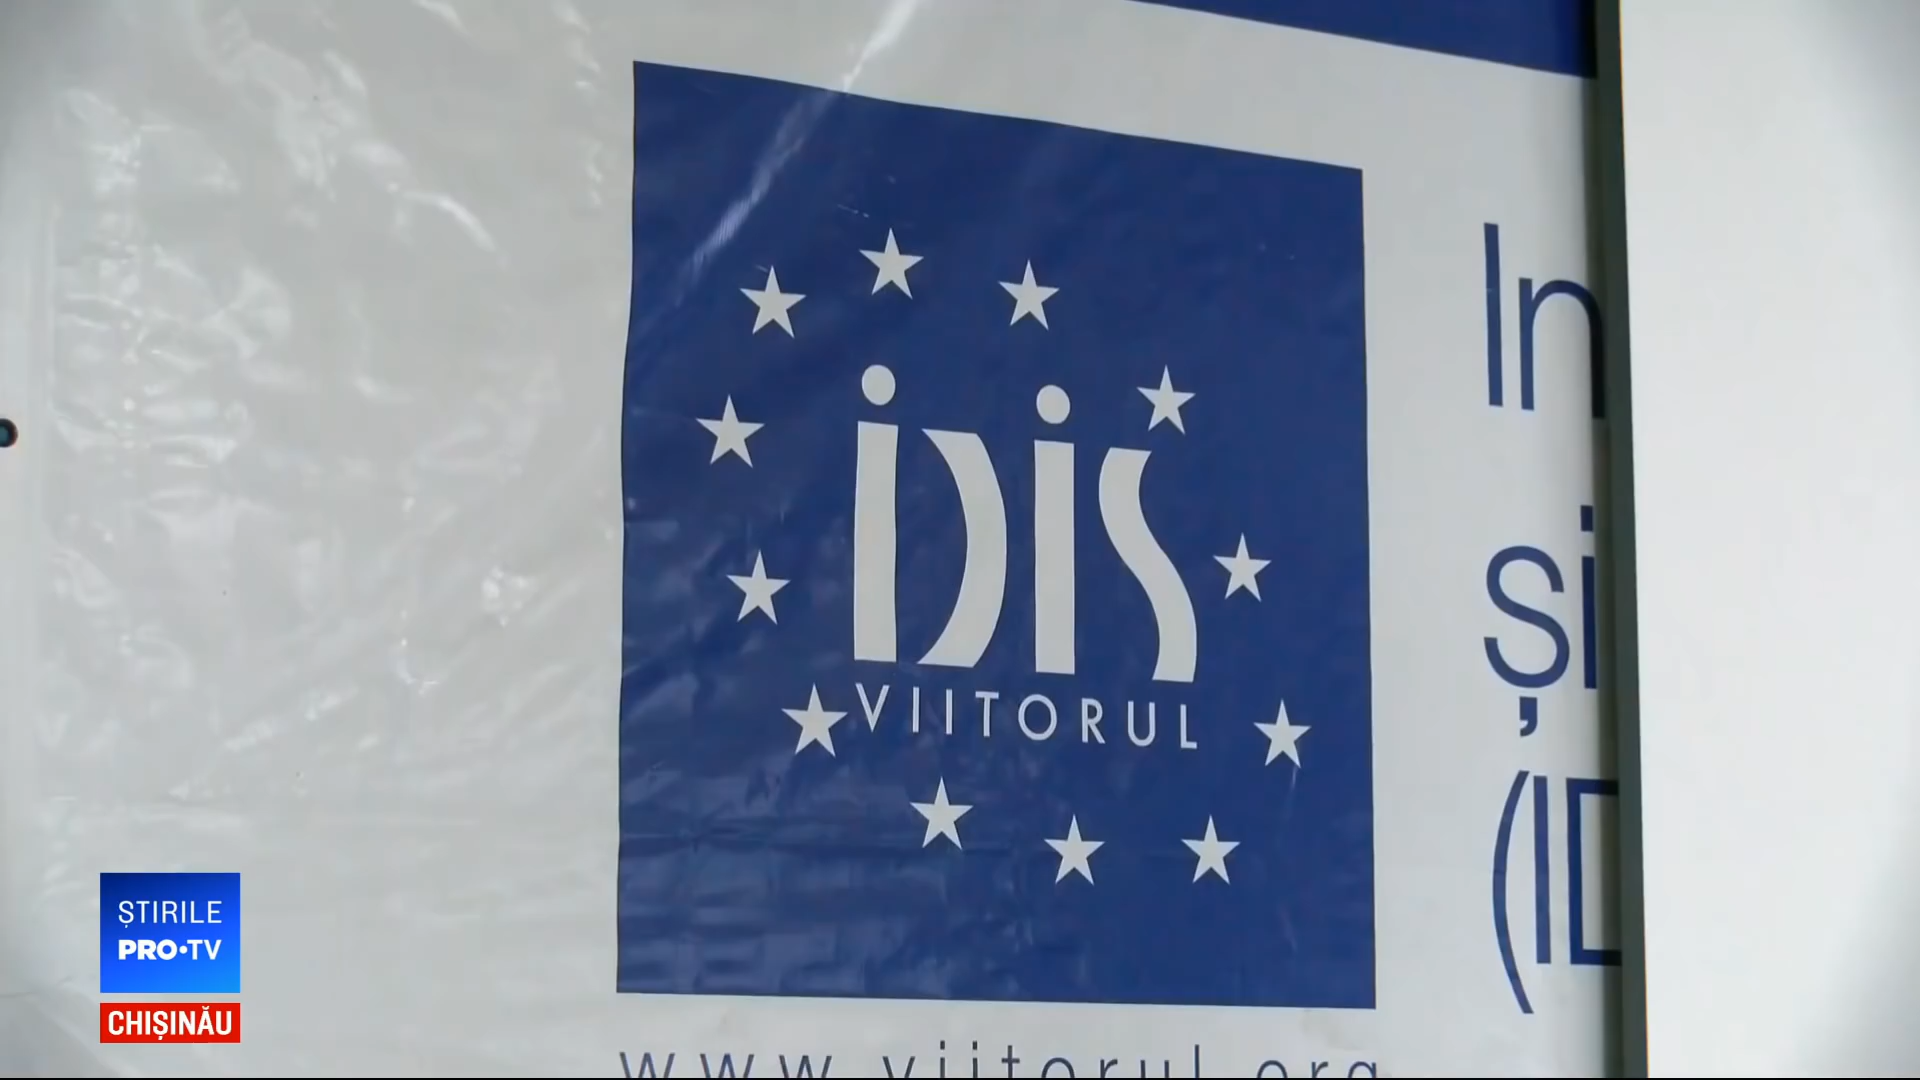 iDiS
VIITORUL
In
și
(ID
www.viitorul.org
ȘTIRILE
PRO•TV
CHIȘINĂU